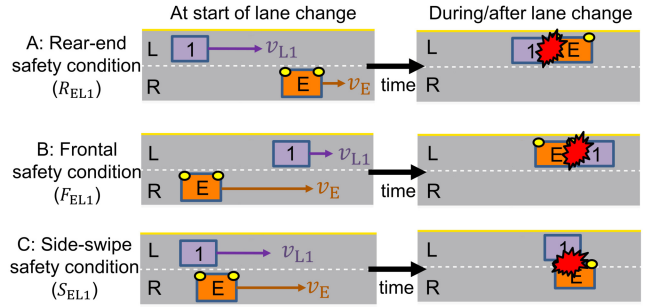 At start of lane change
During/after lane change
A: Rear-end
safety condition
(R_EL1)
L
R
1
v_L1
E
v_E
time
L
R
1
E
B: Frontal
safety condition
(F_EL1)
L
R
1
v_L1
E
v_E
time
L
R
E
1
C: Side-swipe
safety condition
(S_EL1)
L
R
1
v_L1
E
v_E
time
L
R
1
E